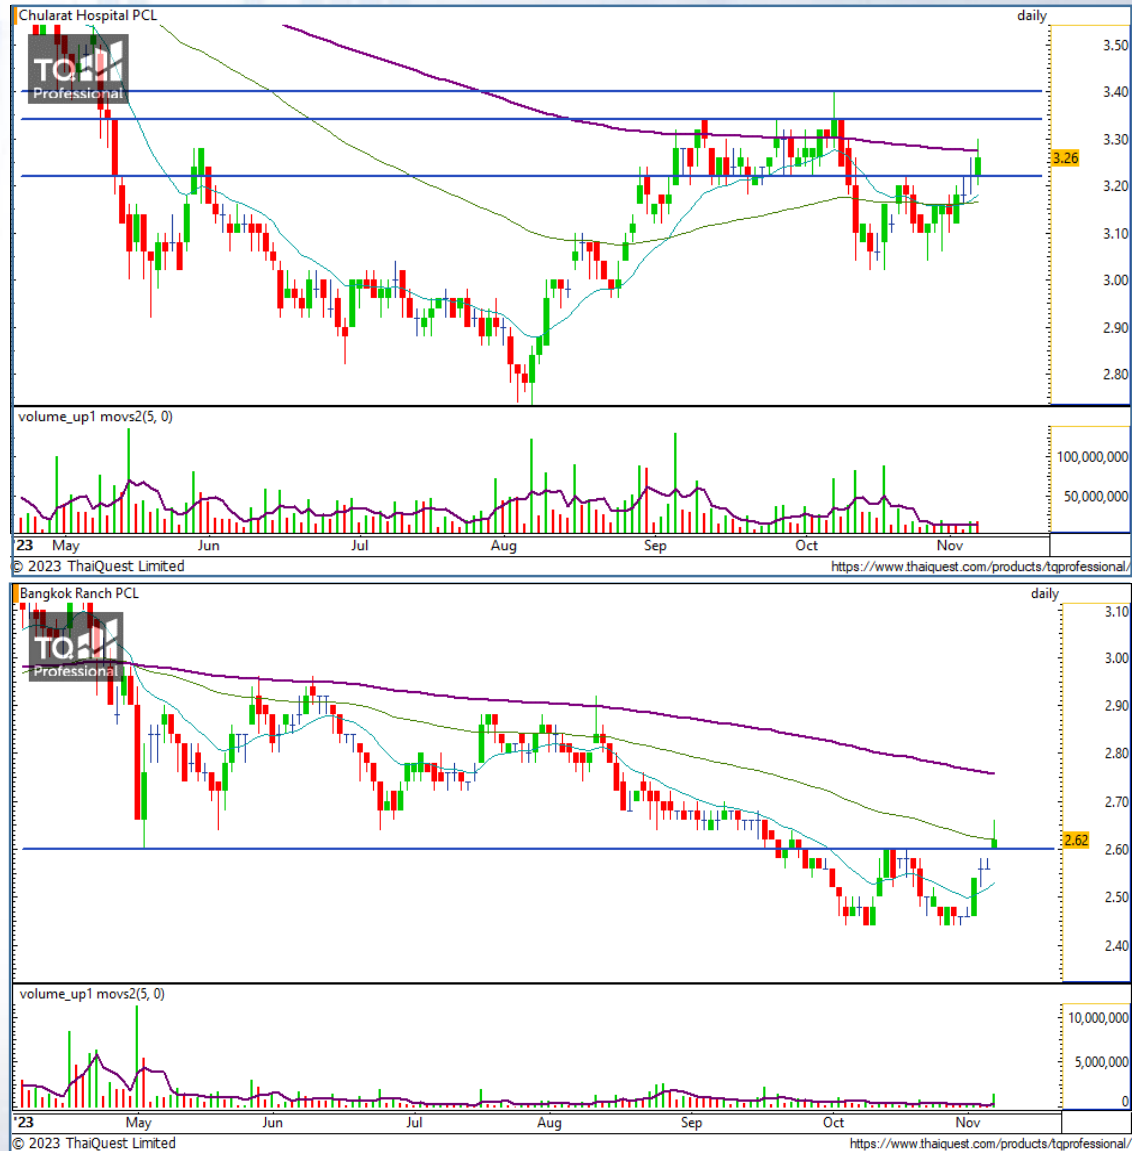 Chularat Hospital PCL daily
TQ
Professional
3.50
3.40
3.30
3.26
3.20
3.10
3.00
2.90
2.80
volume_up1 movs2(5, 0)
100,000,000
50,000,000
'23 May Jun Jul Aug Sep Oct Nov
© 2023 ThaiQuest Limited https://www.thaiquest.com/products/tqprofessional/
Bangkok Ranch PCL daily
3.10
TQ
Professional
3.00
2.90
2.80
2.70
2.62
2.60
2.50
2.40
volume_up1 movs2(5, 0)
10,000,000
5,000,000
0
'23 May Jun Jul Aug Sep Oct Nov
© 2023 ThaiQuest Limited https://www.thaiquest.com/products/tqprofessional/